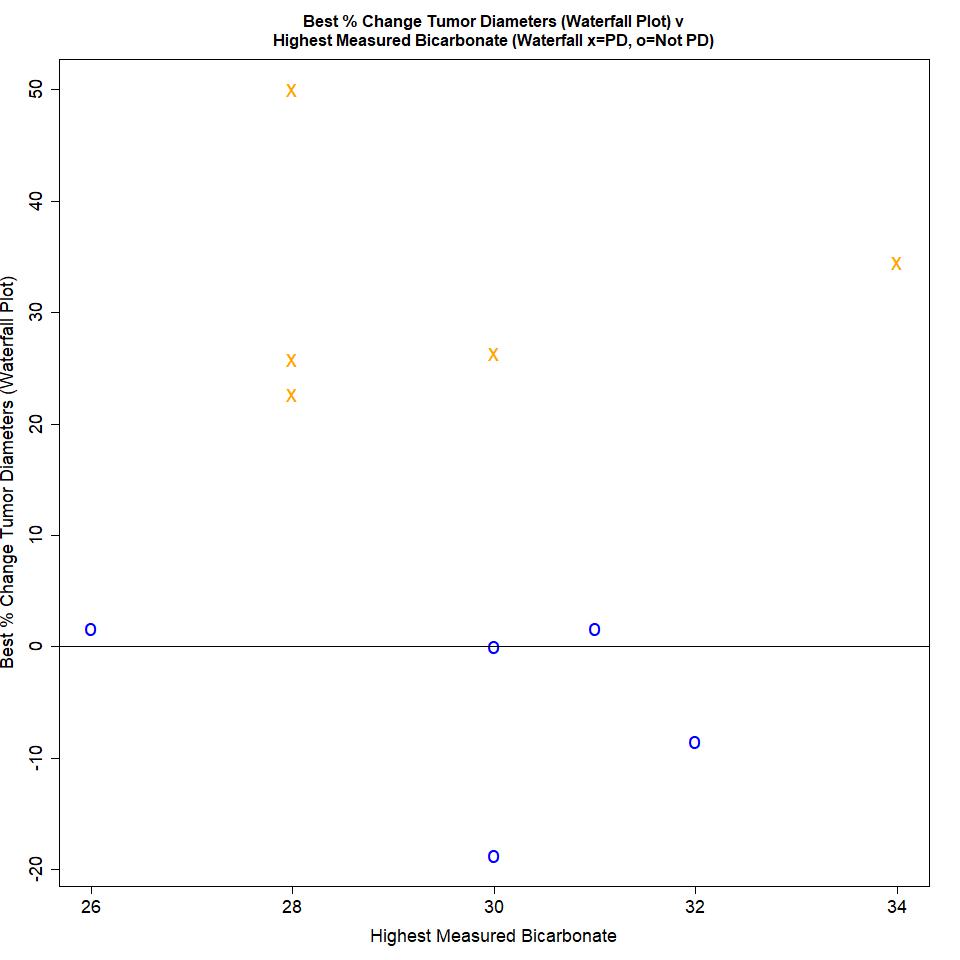 Best % Change Tumor Diameters (Waterfall Plot) v
Highest Measured Bicarbonate (Waterfall x=PD, o=Not PD)
Best % Change Tumor Diameters (Waterfall Plot)
50
40
30
20
10
0
-10
-20
X
X
X
X
X
O
O
O
O
O
26
28
30
32
34
Highest Measured Bicarbonate